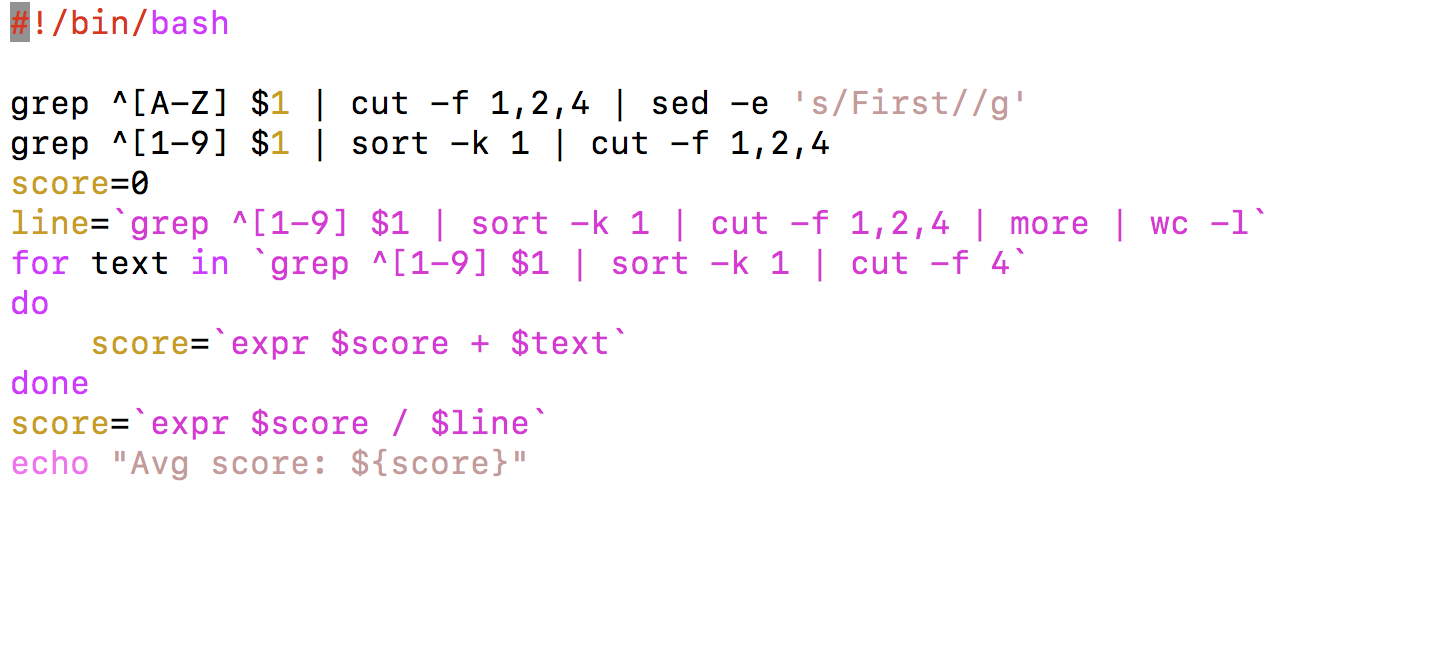 #!/bin/bash
grep ^[A-Z] $1 | cut -f 1,2,4 | sed -e 's/First//g'
grep ^[1-9] $1 | sort -k 1 | cut -f 1,2,4
score=0
line=`grep ^[1-9] $1 | sort -k 1 | cut -f 1,2,4 | more | wc -l`
for text in `grep ^[1-9] $1 | sort -k 1 | cut -f 4`
do
    score=`expr $score + $text`
done
score=`expr $score / $line`
echo "Avg score: ${score}"